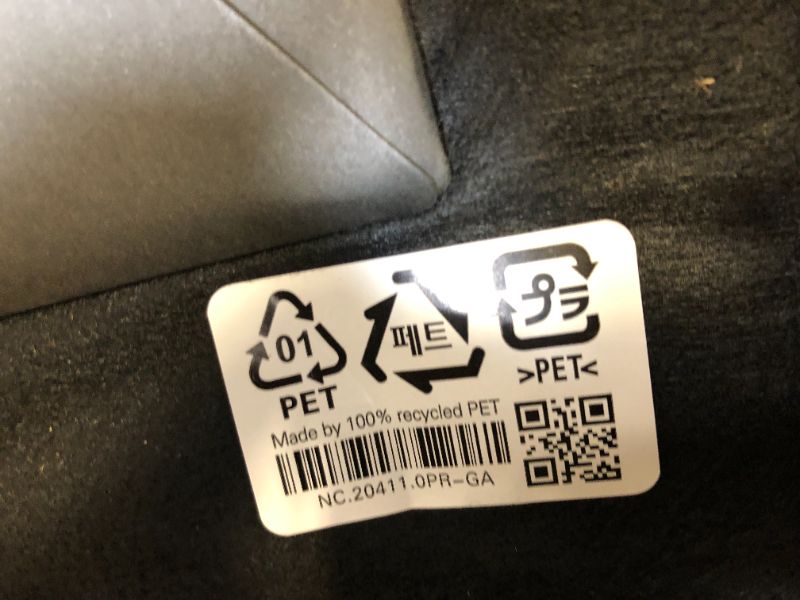 01
PET
페트
プラ
>PET<
Made by 100% recycled PET
NC.20411.0PR-GA